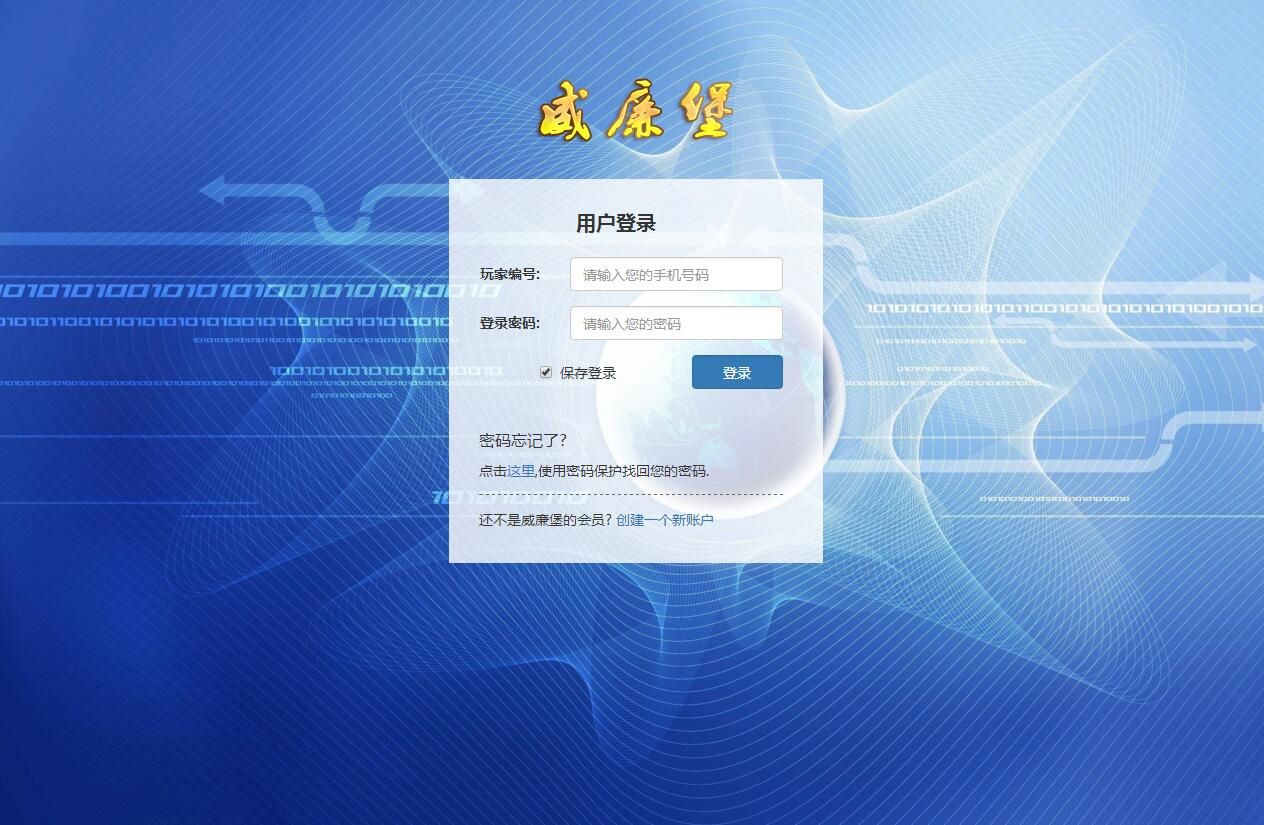 威廉堡
用户登录
玩家编号: 请输入您的手机号码
登录密码: 请输入您的密码
保存登录 登录
密码忘记了?
点击这里,使用密码保护找回您的密码.
还不是威廉堡的会员? 创建一个新账户